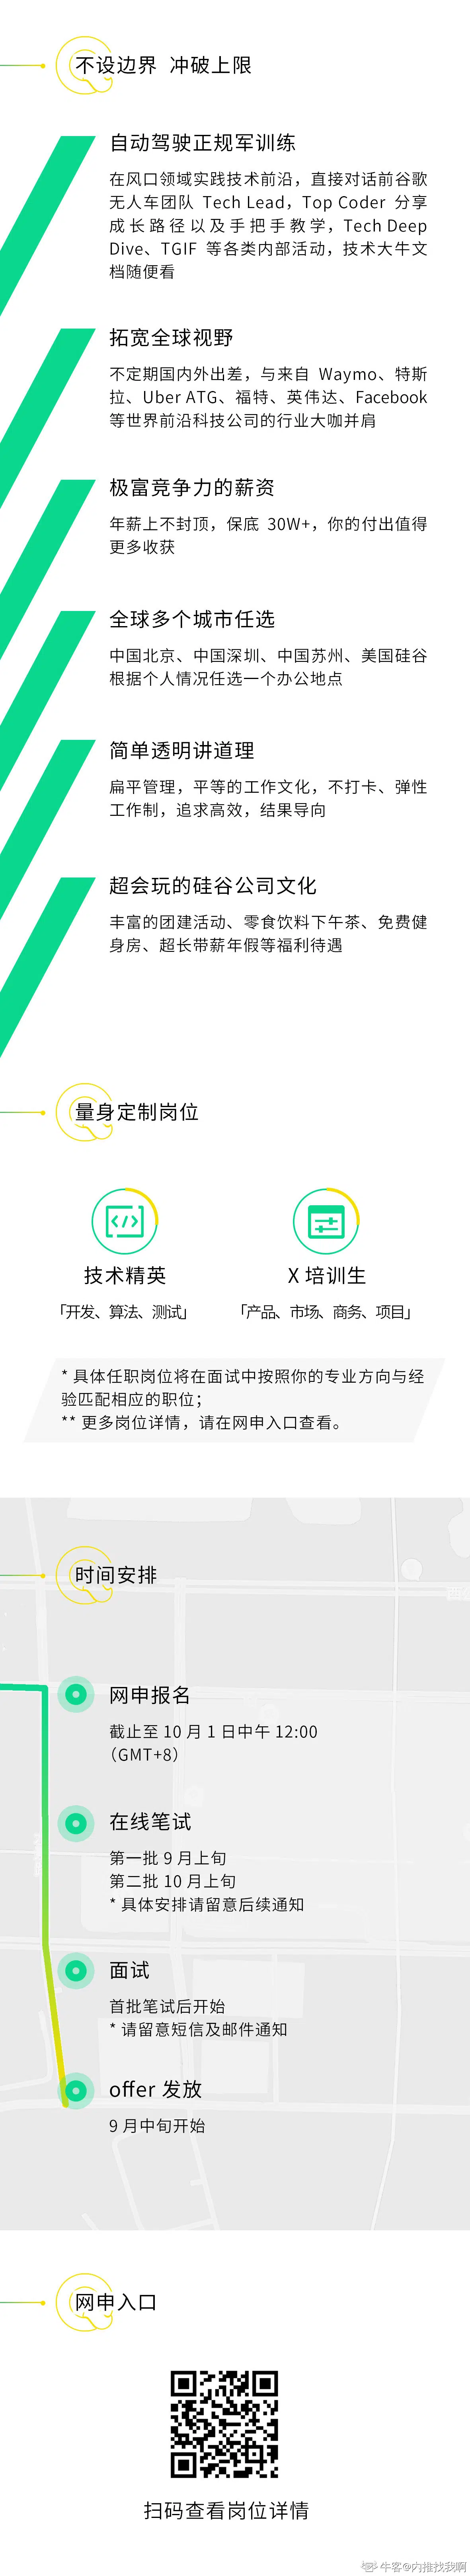 不设边界 冲破上限
自动驾驶正规军训练
在风口领域实践技术前沿，直接对话前谷歌
无人车团队 Tech Lead，Top Coder 分享
成长路径以及手把手教学，Tech Deep
Dive、TGIF 等各类内部活动，技术大牛文
档随便看
拓宽全球视野
不定期国内外出差，与来自 Waymo、特斯
拉、Uber ATG、福特、英伟达、Facebook
等世界前沿科技公司的行业大咖并肩
极富竞争力的薪资
年薪上不封顶，保底 30W+，你的付出值得
更多收获
全球多个城市任选
中国北京、中国深圳、中国苏州、美国硅谷
根据个人情况任选一个办公地点
简单透明讲道理
扁平管理，平等的工作文化，不打卡、弹性
工作制，追求高效，结果导向
超会玩的硅谷公司文化
丰富的团建活动、零食饮料下午茶、免费健
身房、超长带薪年假等福利待遇
量身定制岗位
技术精英
「开发、算法、测试」
X 培训生
「产品、市场、商务、项目」
* 具体任职岗位将在面试中按照你的专业方向与经
验匹配相应的职位；
** 更多岗位详情，请在网申入口查看。
时间安排
网申报名
截止至 10 月 1 日中午 12:00
（GMT+8）
在线笔试
第一批 9 月上旬
第二批 10 月上旬
* 具体安排请留意后续通知
面试
首批笔试后开始
* 请留意短信及邮件通知
offer 发放
9 月中旬开始
网申入口
扫码查看岗位详情
牛客@内推找我啊